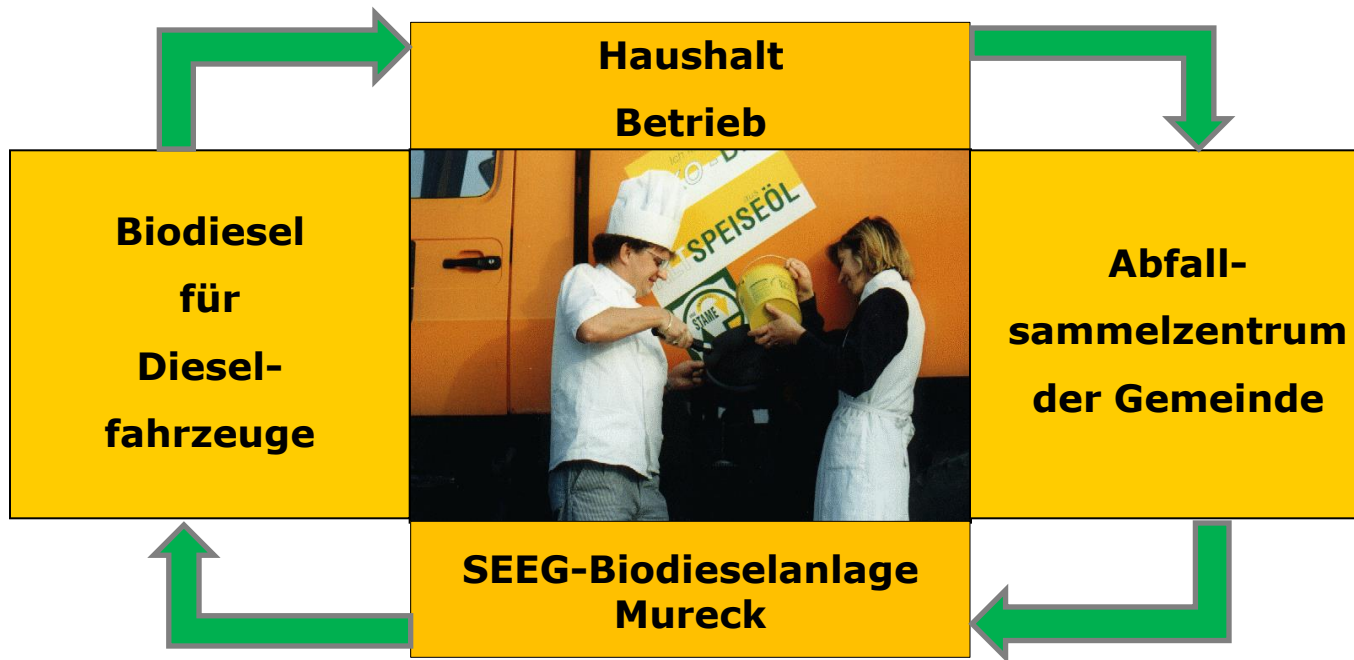 Haushalt
Betrieb
Biodiesel
für
Diesel-
fahrzeuge
SPEISEÖL
STAME
Abfall-
sammelzentrum
der Gemeinde
SEEG-Biodieselanlage
Mureck